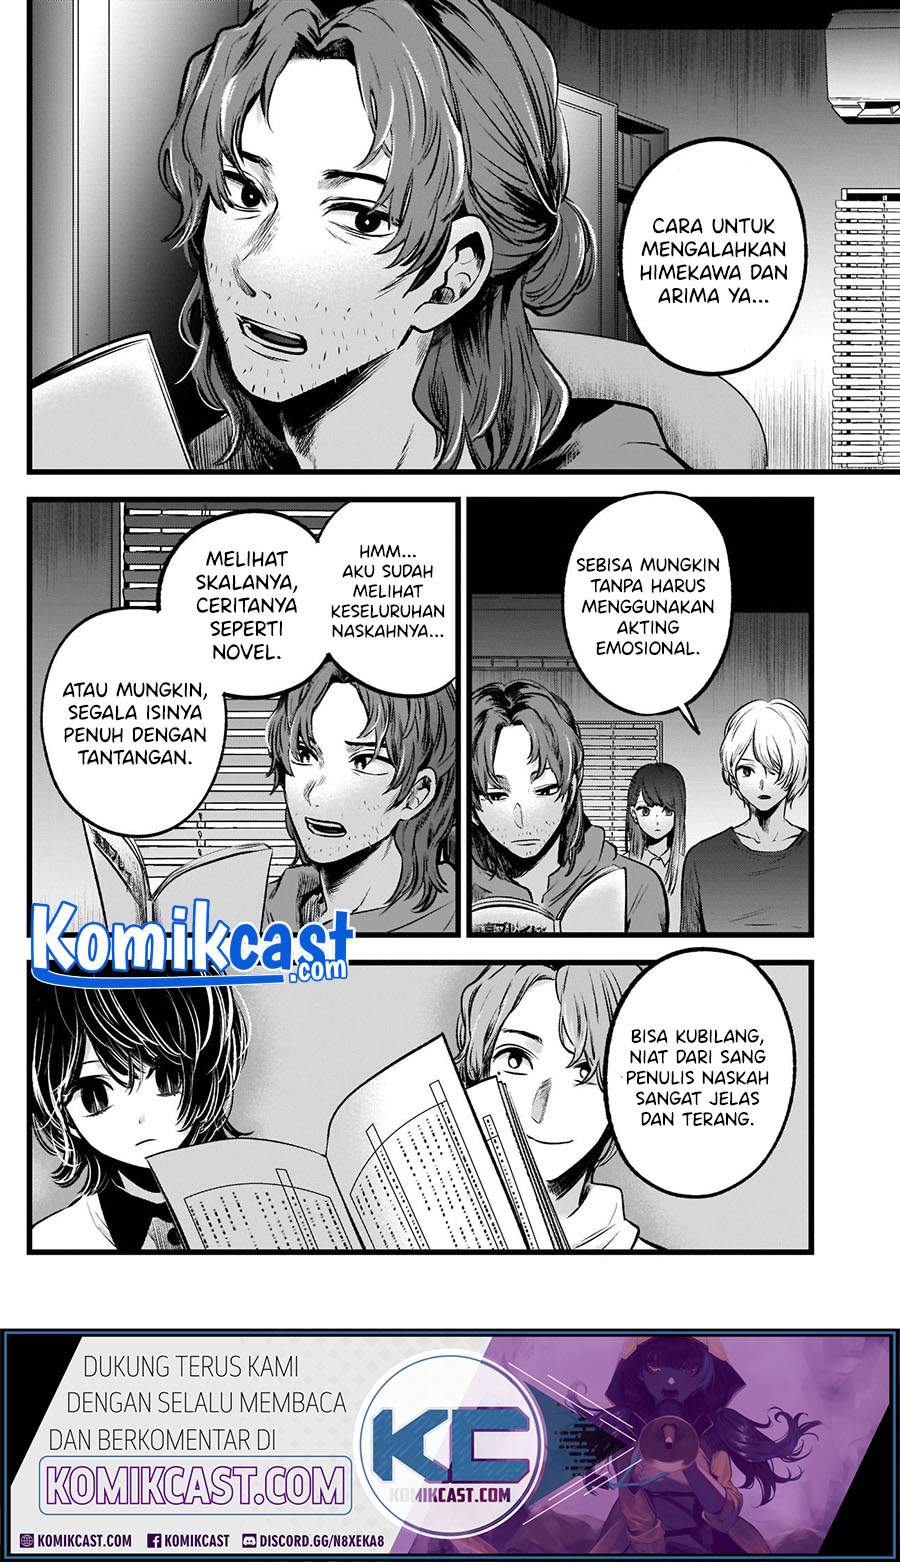 CARA UNTUK
MENGALAHKAN
HIMEKAWA DAN
ARIMA YA...
SEBISA MUNGKIN
TANPA HARUS
MENGGUNAKAN
AKTING
EMOSIONAL.
HMM...
AKU SUDAH
MELIHAT
KESELURUHAN
NASKAHNYA...
MELIHAT
SKALANYA,
CERITANYA
SEPERTI
NOVEL.
ATAU MUNGKIN,
SEGALA ISINYA
PENUH DENGAN
TANTANGAN.
Komikcast
.com
BISA KUBILANG,
NIAT DARI SANG
PENULIS NASKAH
SANGAT JELAS
DAN TERANG.
DUKUNG TERUS KAMI
DENGAN SELALU MEMBACA
DAN BERKOMENTAR DI
KOMIKCAST.COM
KC
KOMIKCAST.COM
KOMIKCAST.COM KOMIKCAST DISCORD.GG/N8XEKA8